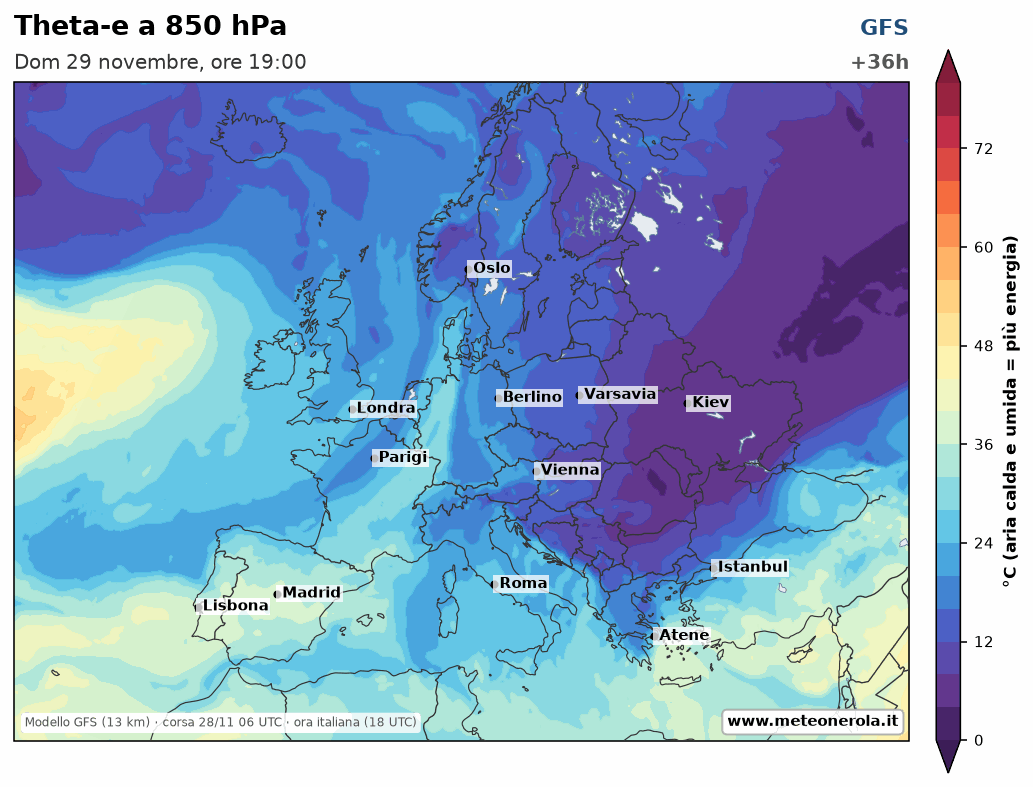 Theta-e a 850 hPa
GFS
Dom 29 novembre, ore 19:00
+36h
72
60
48
36
24
12
0
°C (aria calda e umida = più energia)
Oslo
Berlino
Varsavia
Kiev
Londra
Parigi
Vienna
Istanbul
Roma
Madrid
Lisbona
Atene
Modello GFS (13 km) · corsa 28/11 06 UTC · ora italiana (18 UTC)
www.meteonerola.it